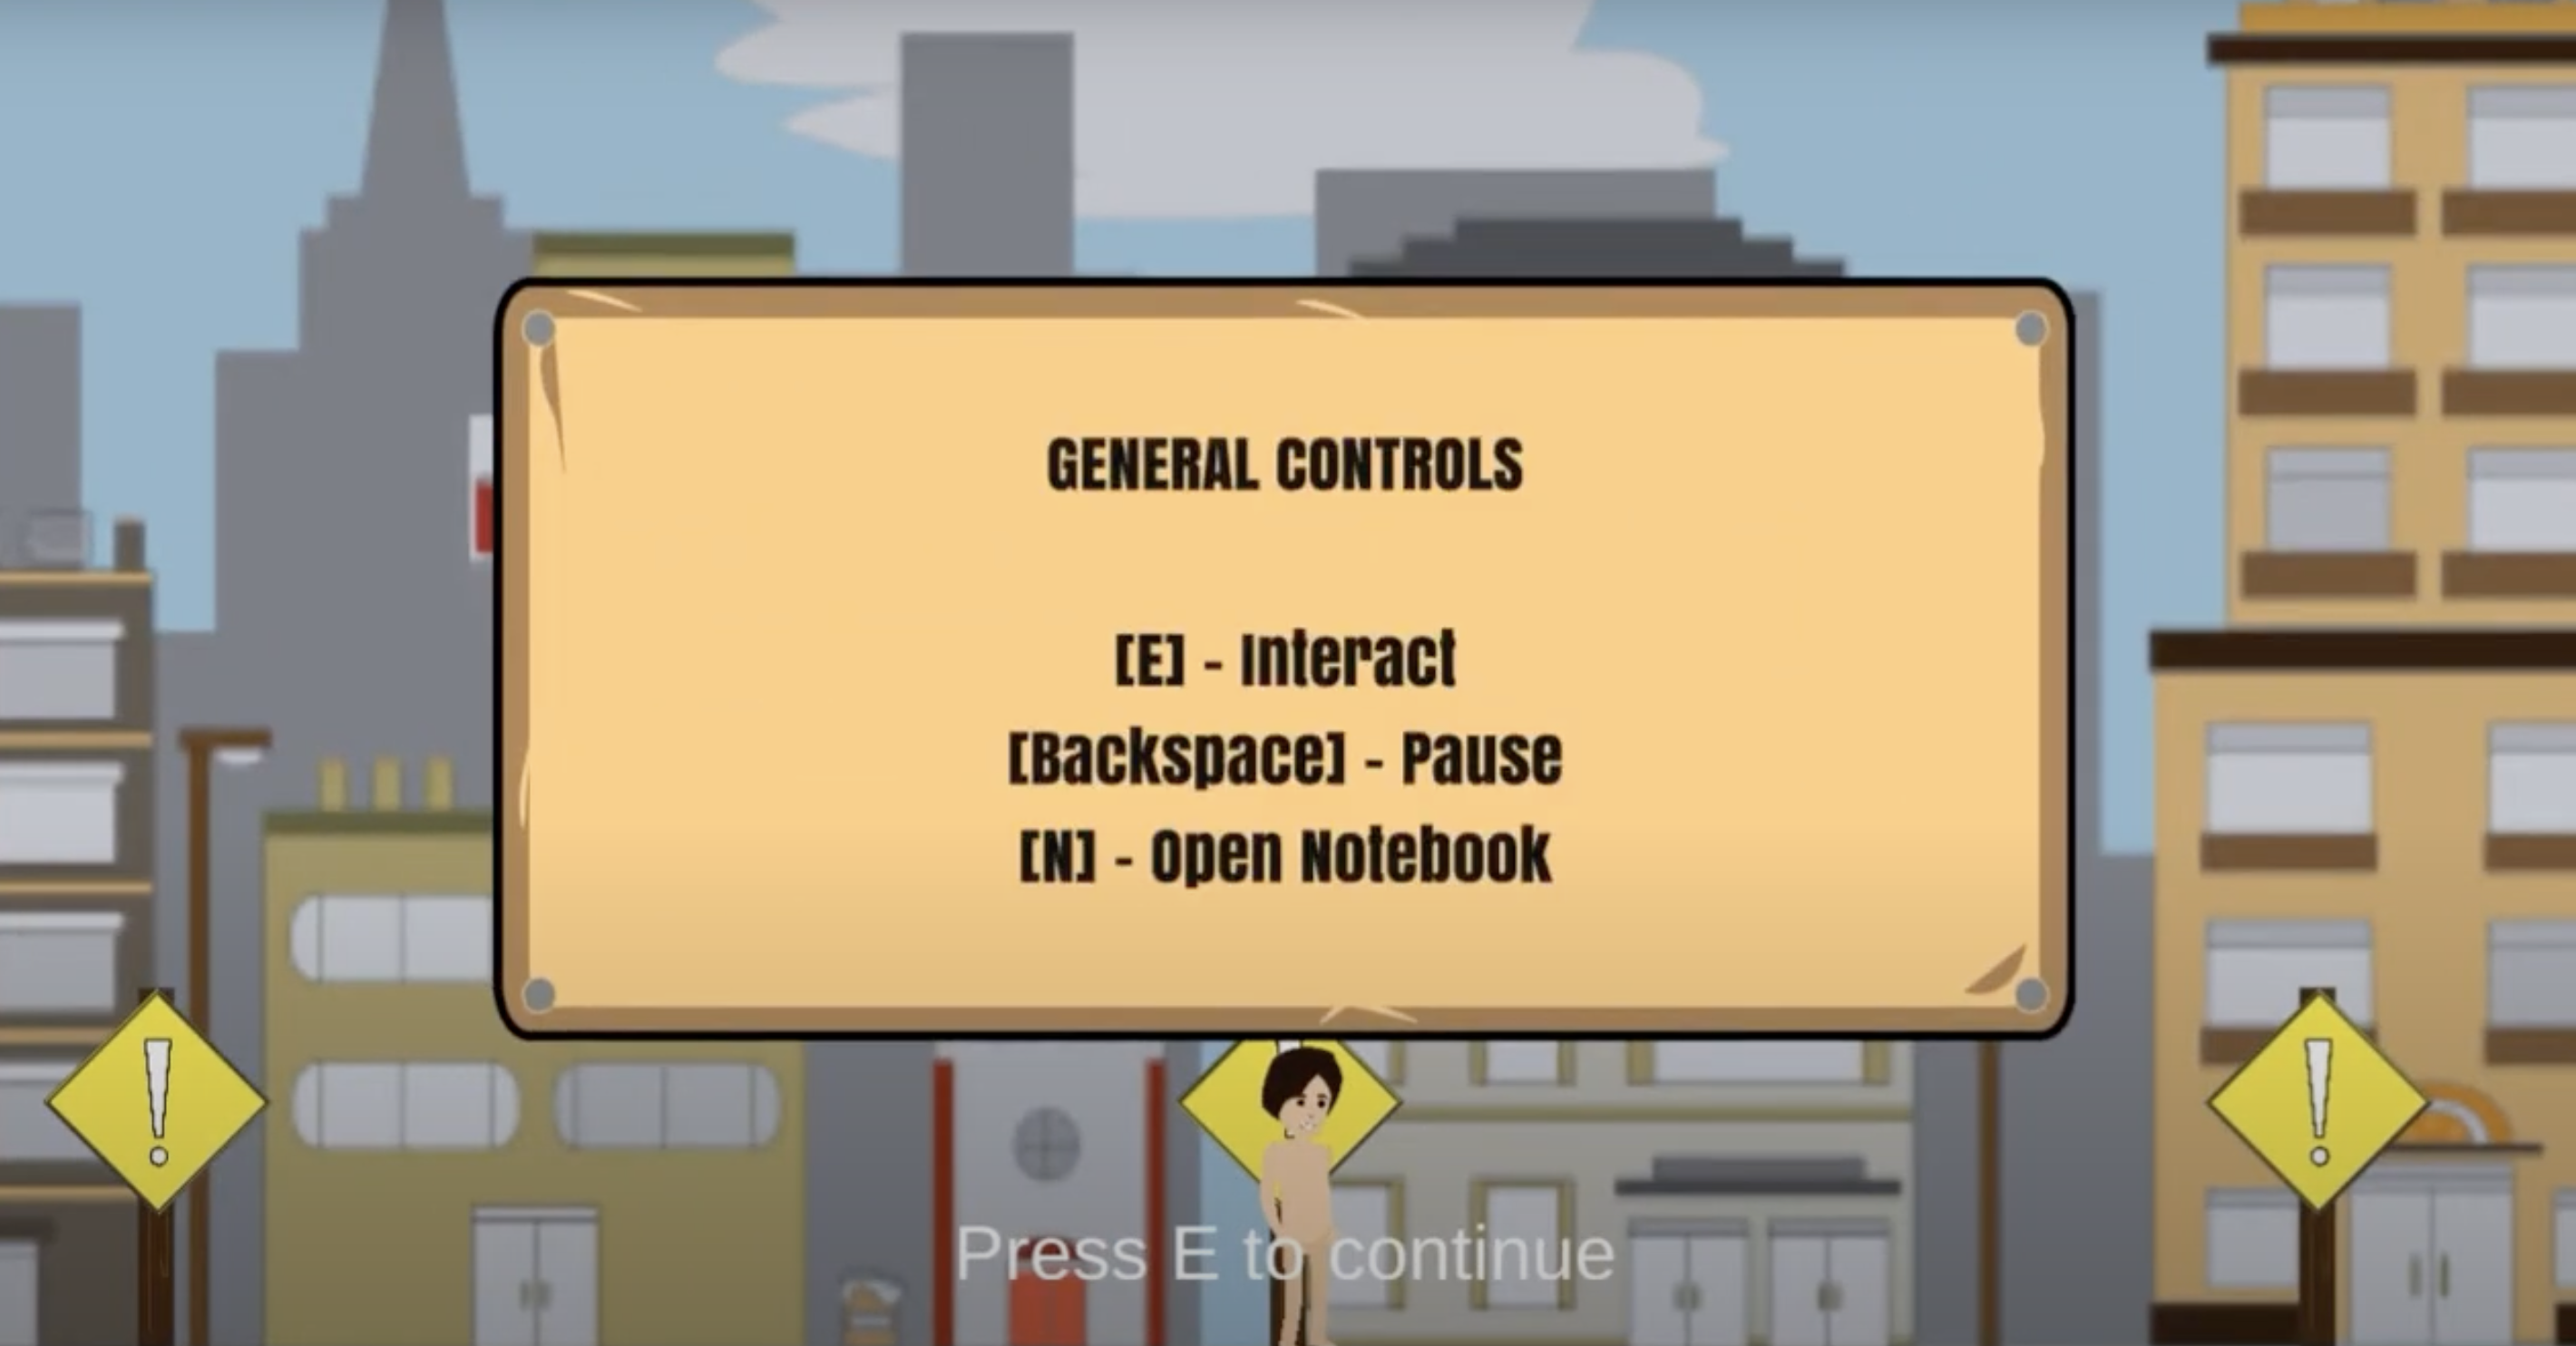 GENERAL CONTROLS
[E] - Interact
[Backspace] - Pause
[N] - Open Notebook
Press E to continue